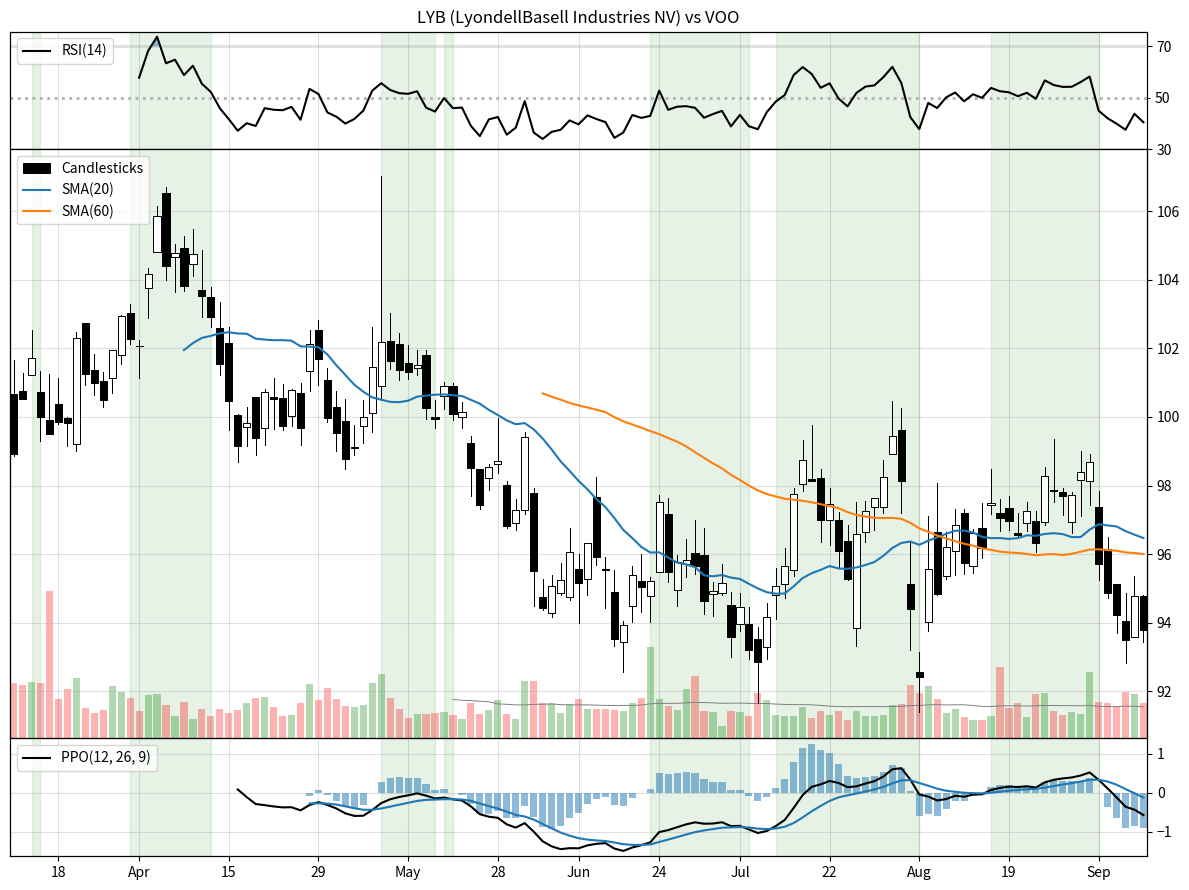 LYB (LyondellBasell Industries NV) vs VOO
RSI(14)
70
50
30
Candlesticks
SMA(20)
SMA(60)
106
104
102
100
98
96
94
92
PPO(12, 26, 9)
1
0
−1
18 Apr 15 29 May 28 Jun 24 Jul 22 Aug 19 Sep